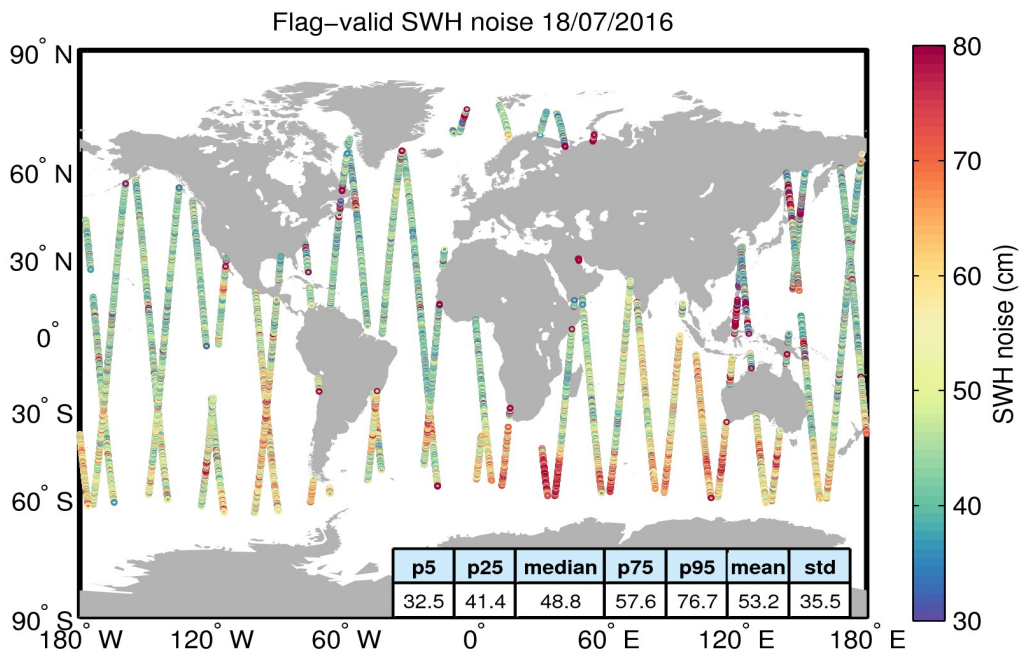 Flag−valid SWH noise 18/07/2016
90° N
60° N
30° N
0°
30° S
60° S
90° S
180° W 120° W 60° W 0° 60° E 120° E 180° E
80
70
60
50
40
30
SWH noise (cm)
p5 p25 median p75 p95 mean std
32.5 41.4 48.8 57.6 76.7 53.2 35.5